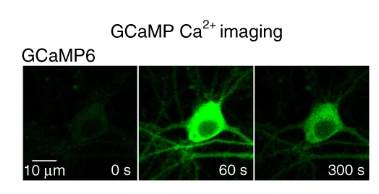 GCaMP Ca²⁺ imaging
GCaMP6
10 µm 0 s 60 s 300 s